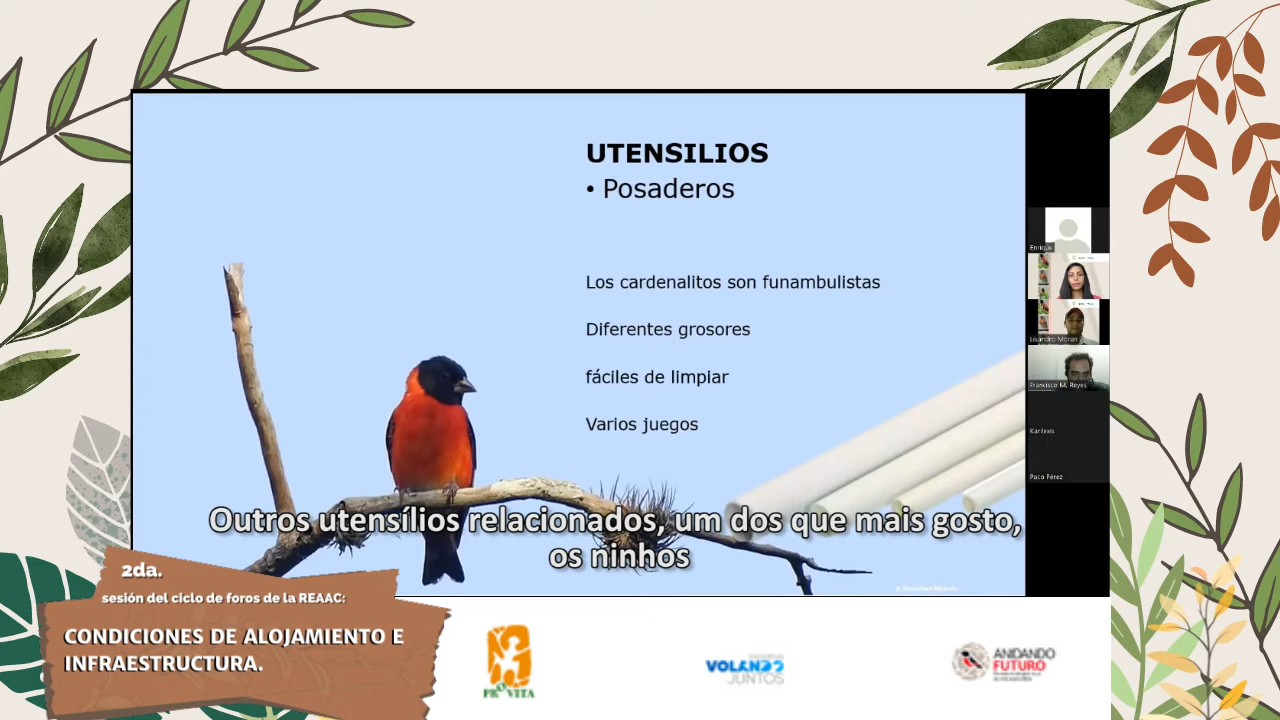 UTENSILIOS
• Posaderos
Los cardenalitos son funambulistas
Diferentes grosores
fáciles de limpiar
Varios juegos
Outros utensílios relacionados, um dos que mais gosto,
os ninhos
Enrique
Lisandro Moran
Francisco M. Reyes
Karilexis
Paco Pérez
2da.
sesión del ciclo de foros de la REAAC:
CONDICIONES DE ALOJAMIENTO E
INFRAESTRUCTURA.
PROVITA
VOLANDO
JUNTOS
ANIDANDO
FUTURO